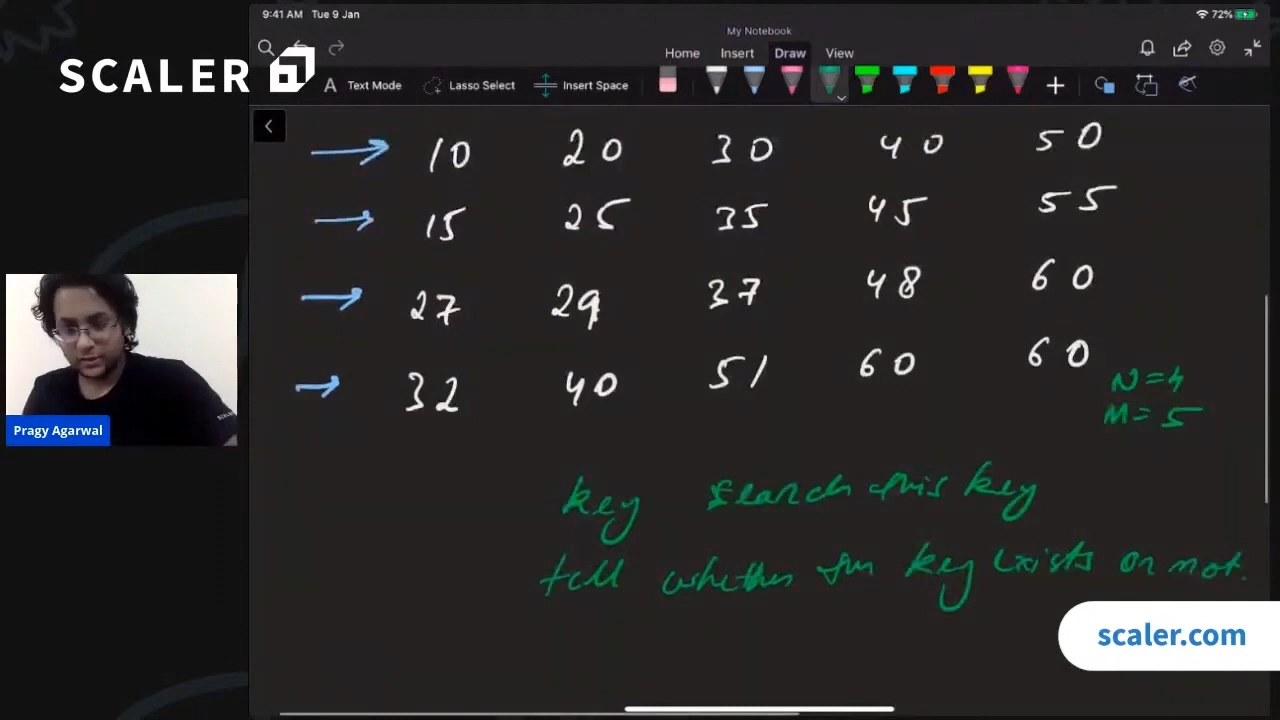 9:41 AM Tue 9 Jan
72%
My Notebook
Home Insert Draw View
SCALER
A Text Mode Lasso Select Insert Space
10 20 30 40 50
15 25 35 45 55
27 29 37 48 60
32 40 51 60 60
N=4
M=5
key search this key
tell whether the key exists or not.
Pragy Agarwal
scaler.com